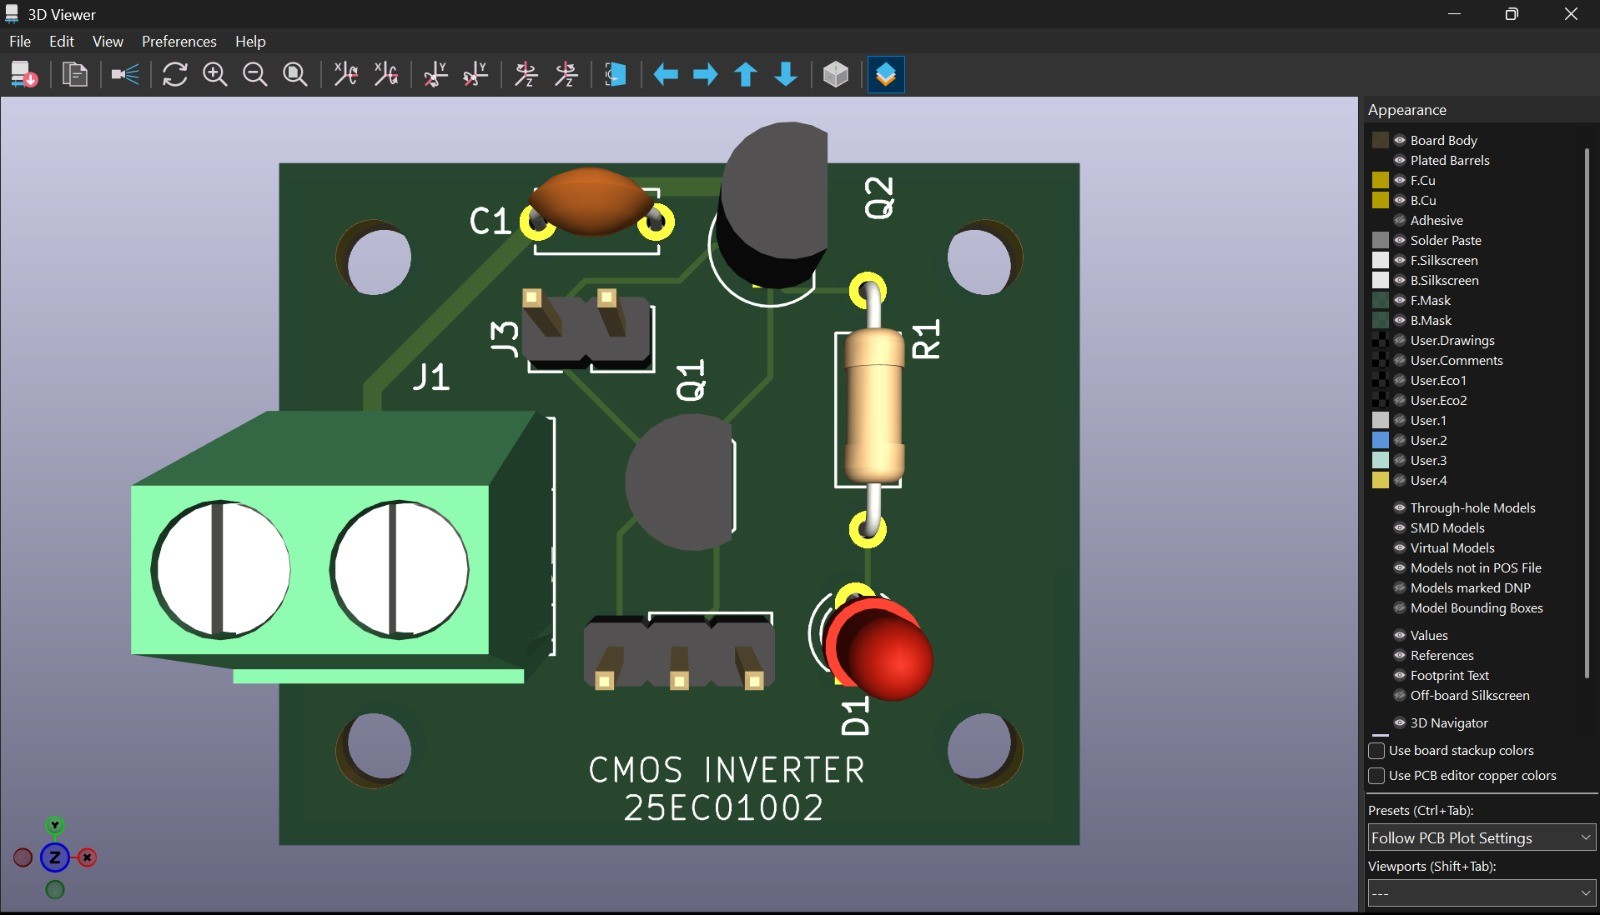 3D Viewer
File Edit View Preferences Help
Appearance
Board Body
Plated Barrels
F.Cu
B.Cu
Adhesive
Solder Paste
F.Silkscreen
B.Silkscreen
F.Mask
B.Mask
User.Drawings
User.Comments
User.Eco1
User.Eco2
User.1
User.2
User.3
User.4
Through-hole Models
SMD Models
Virtual Models
Models not in POS File
Models marked DNP
Model Bounding Boxes
Values
References
Footprint Text
Off-board Silkscreen
3D Navigator
Use board stackup colors
Use PCB editor copper colors
Presets (Ctrl+Tab):
Follow PCB Plot Settings
Viewports (Shift+Tab):
---
C1
Q2
J3
R1
J1
Q1
D1
CMOS INVERTER
25EC01002
Y
Z
X